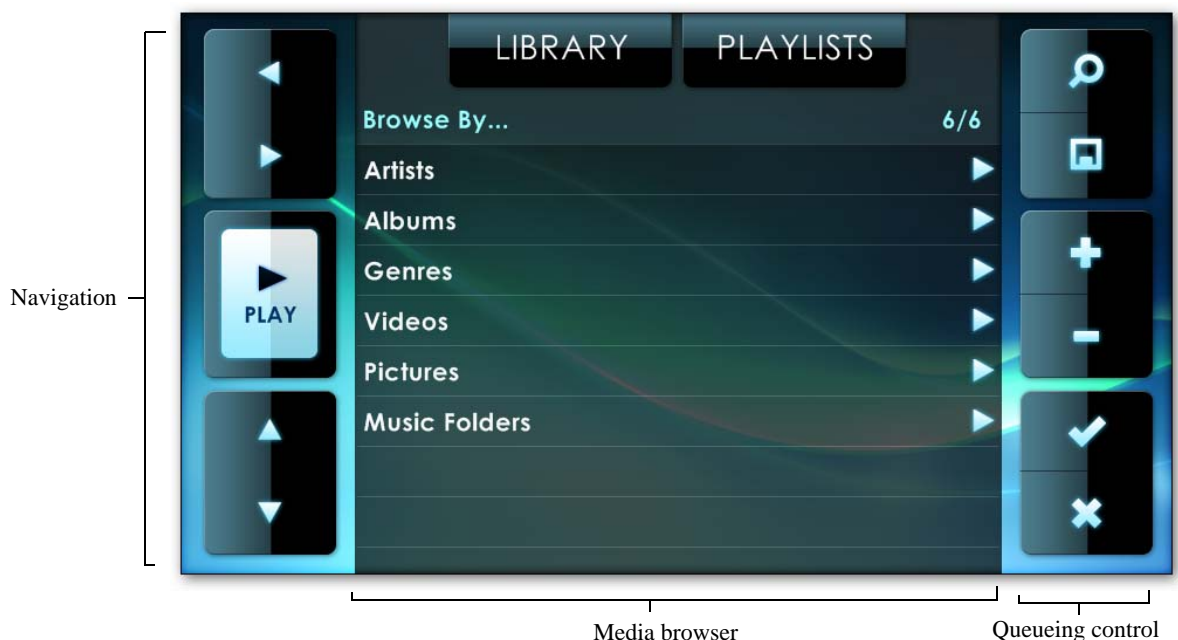 LIBRARY PLAYLISTS
Browse By... 6/6
Artists
Albums
Genres
Navigation
PLAY
Videos
Pictures
Music Folders
Media browser
Queueing control